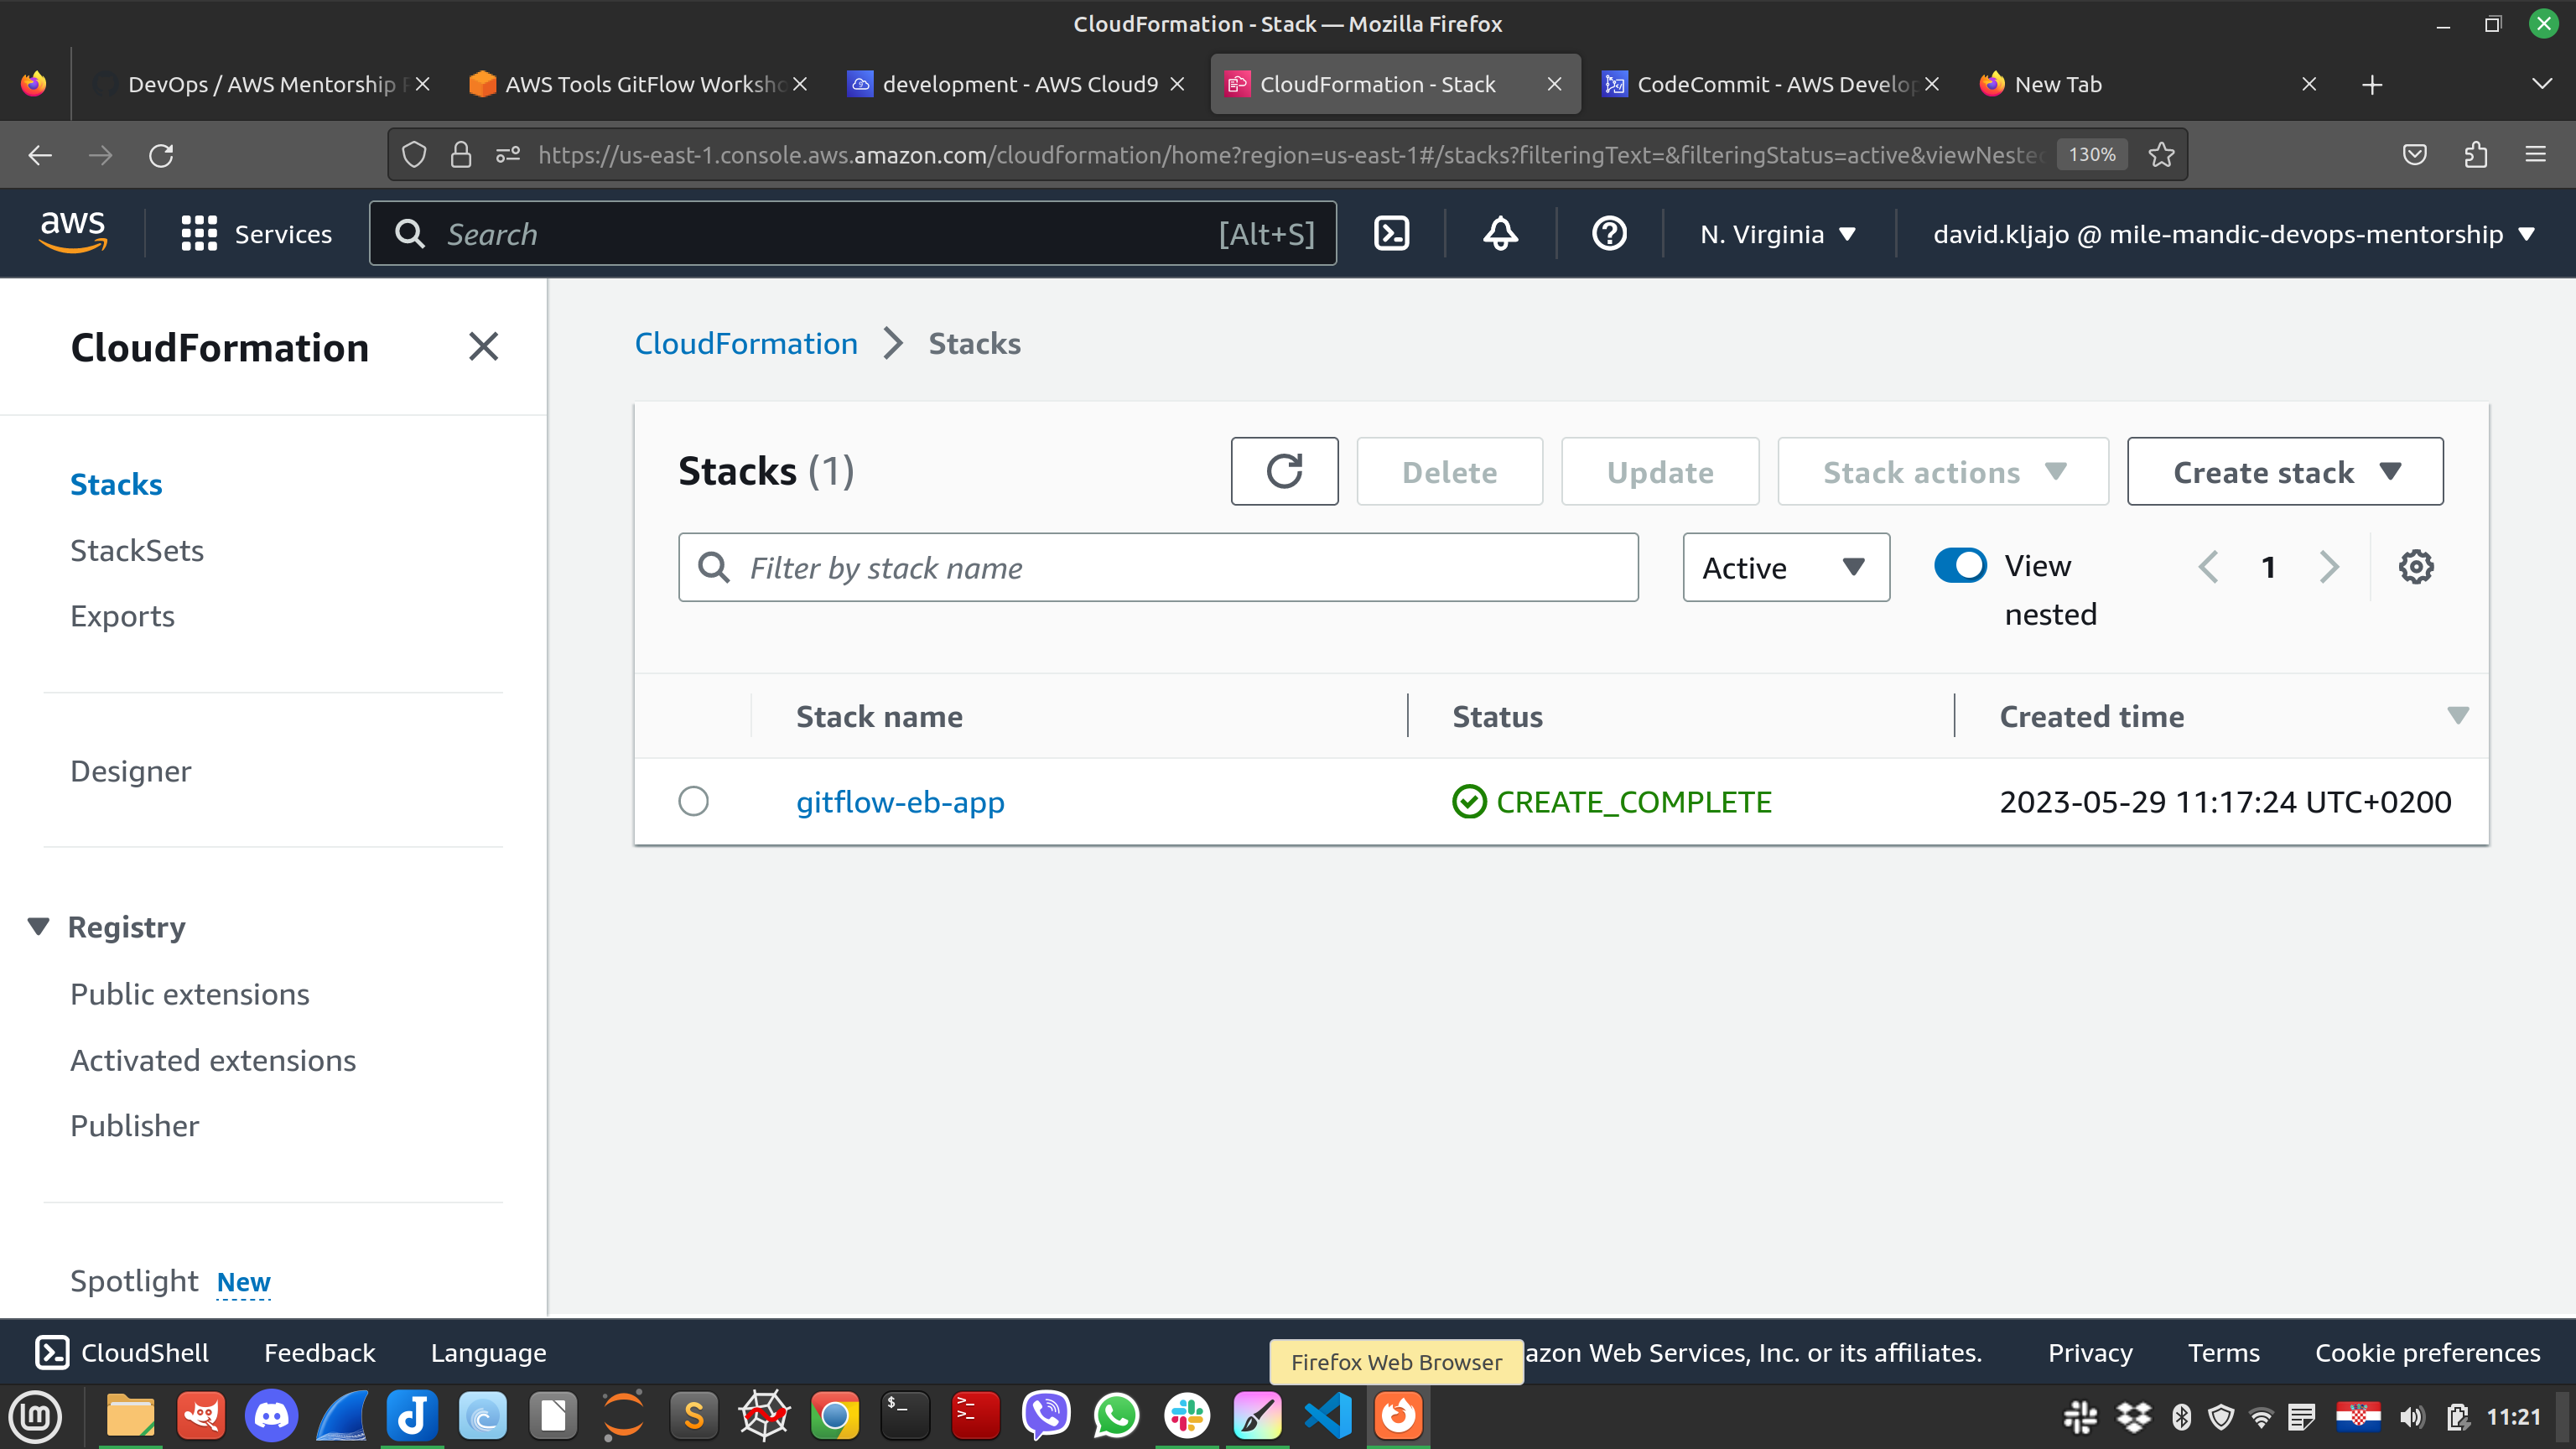 CloudFormation - Stack — Mozilla Firefox
DevOps / AWS Mentorship
AWS Tools GitFlow Worksho
development - AWS Cloud9
CloudFormation - Stack
CodeCommit - AWS Develop
New Tab
https://us-east-1.console.aws.amazon.com/cloudformation/home?region=us-east-1#/stacks?filteringText=&filteringStatus=active&viewNested
130%
aws
Services
Search
[Alt+S]
N. Virginia
david.kljajo @ mile-mandic-devops-mentorship
CloudFormation
Stacks
StackSets
Exports
Designer
Registry
Public extensions
Activated extensions
Publisher
Spotlight New
CloudFormation > Stacks
Stacks (1)
Delete
Update
Stack actions
Create stack
Filter by stack name
Active
View
nested
1
Stack name
Status
Created time
gitflow-eb-app
CREATE_COMPLETE
2023-05-29 11:17:24 UTC+0200
CloudShell
Feedback
Language
Firefox Web Browser
azon Web Services, Inc. or its affiliates.
Privacy
Terms
Cookie preferences
11:21